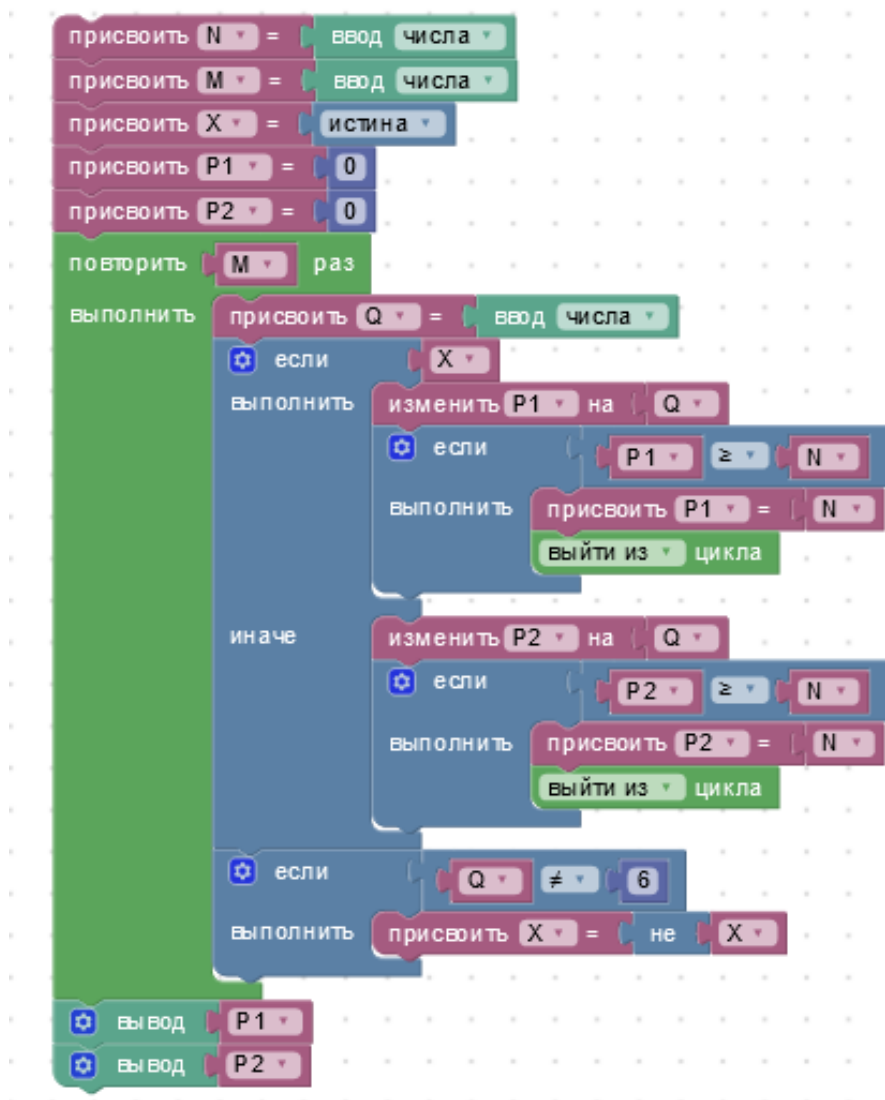 присвоить N = ввод числа
присвоить M = ввод числа
присвоить X = истина
присвоить P1 = 0
присвоить P2 = 0
повторить M раз
выполнить присвоить Q = ввод числа
если X
выполнить изменить P1 на Q
если P1 ≥ N
выполнить присвоить P1 = N
выйти из цикла
иначе изменить P2 на Q
если P2 ≥ N
выполнить присвоить P2 = N
выйти из цикла
если Q ≠ 6
выполнить присвоить X = не X
вывод P1
вывод P2